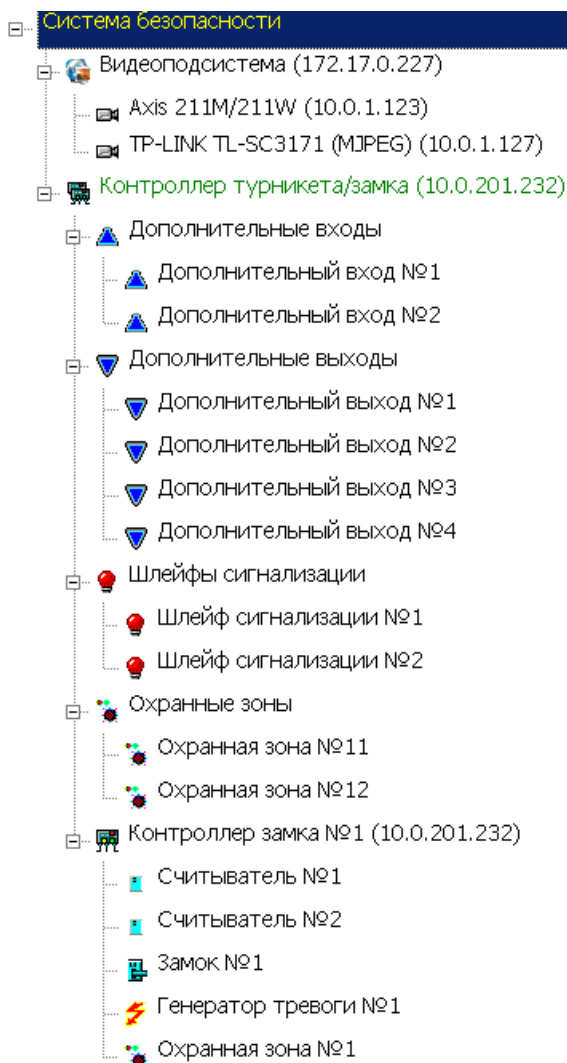 Система безопасности
Видеоподсистема (172.17.0.227)
Axis 211M/211W (10.0.1.123)
TP-LINK TL-SC3171 (MJPEG) (10.0.1.127)
Контроллер турникета/замка (10.0.201.232)
Дополнительные входы
Дополнительный вход №1
Дополнительный вход №2
Дополнительные выходы
Дополнительный выход №1
Дополнительный выход №2
Дополнительный выход №3
Дополнительный выход №4
Шлейфы сигнализации
Шлейф сигнализации №1
Шлейф сигнализации №2
Охранные зоны
Охранная зона №11
Охранная зона №12
Контроллер замка №1 (10.0.201.232)
Считыватель №1
Считыватель №2
Замок №1
Генератор тревоги №1
Охранная зона №1